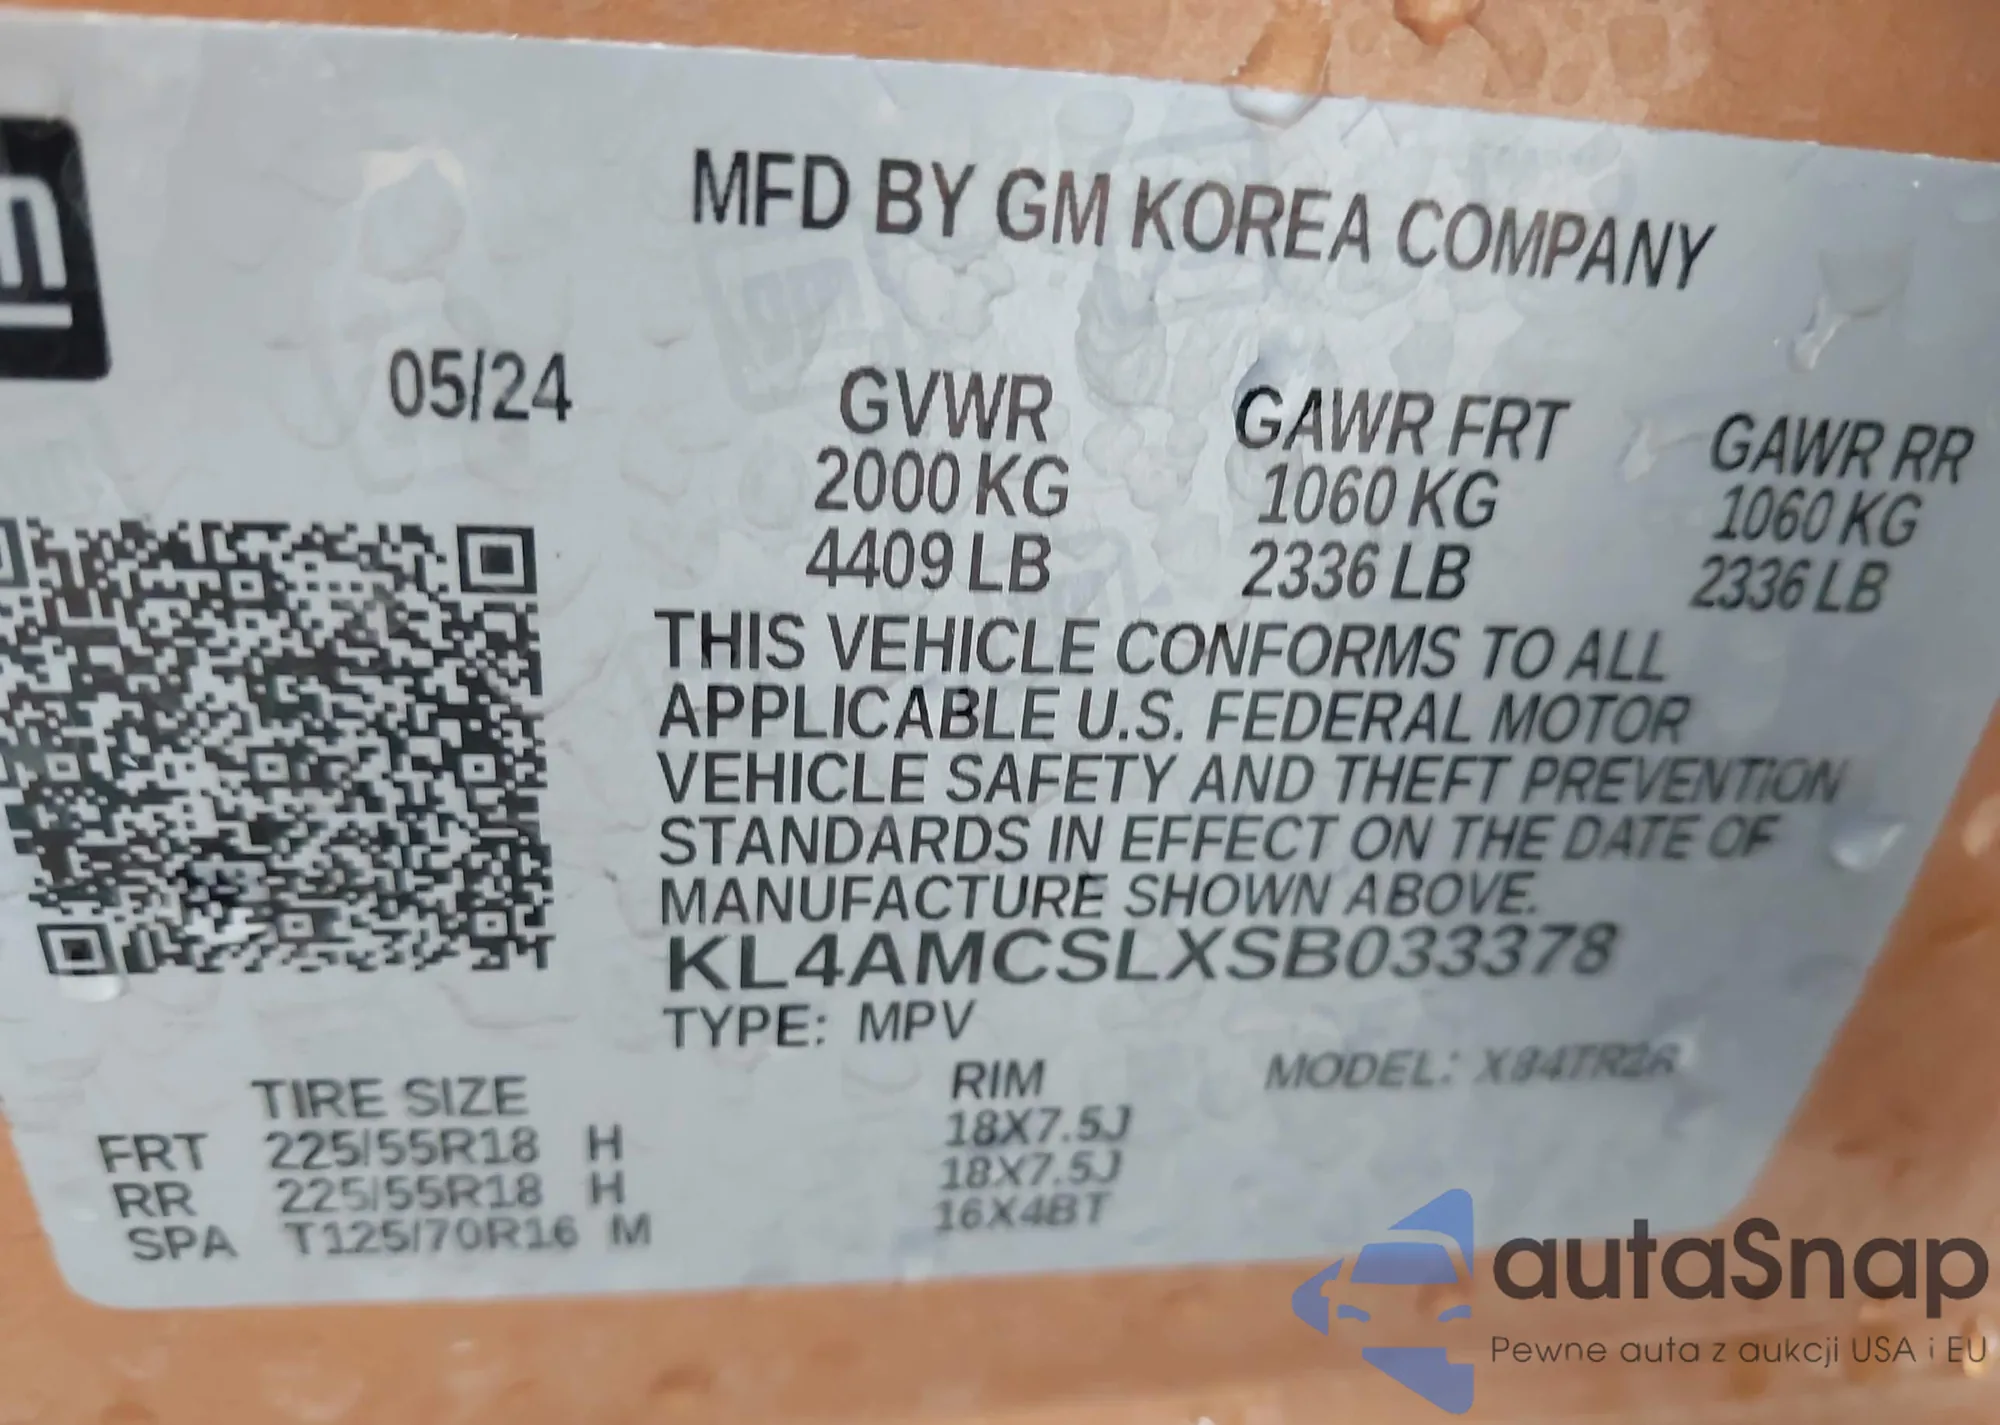 gm
MFD BY GM KOREA COMPANY
05/24
GVWR GAWR FRT GAWR RR
2000 KG 1060 KG 1060 KG
4409 LB 2336 LB 2336 LB
THIS VEHICLE CONFORMS TO ALL
APPLICABLE U.S. FEDERAL MOTOR
VEHICLE SAFETY AND THEFT PREVENTION
STANDARDS IN EFFECT ON THE DATE OF
MANUFACTURE SHOWN ABOVE.
KL4AMCSLXSB033378
TYPE: MPV
MODEL:
TIRE SIZE RIM
FRT 225/55R18 H 18X7.5J
RR 225/55R18 H 18X7.5J
SPA T125/70R16 M 16X4BT
autaSnap
Pewne auta z aukcji USA i EU